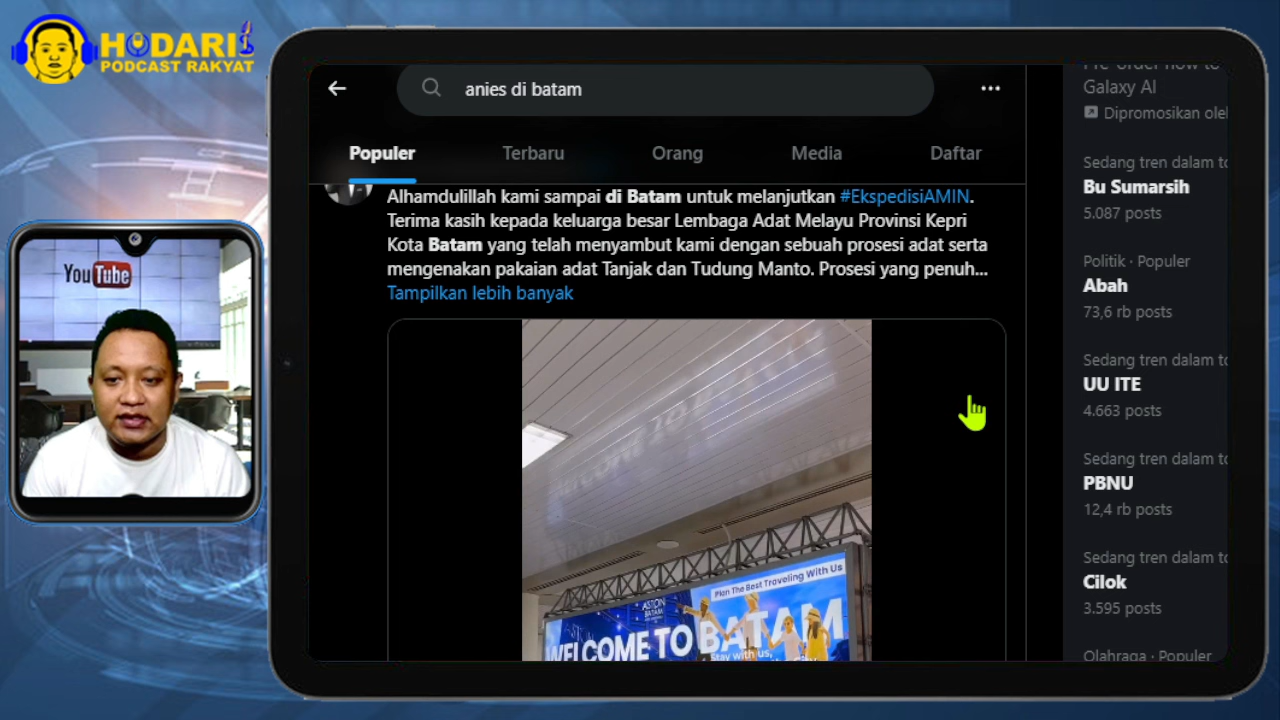 HODARI
PODCAST RAKYAT
YouTube
anies di batam
Populer
Terbaru
Orang
Media
Daftar
Alhamdulillah kami sampai di Batam untuk melanjutkan #EkspedisiAMIN.
Terima kasih kepada keluarga besar Lembaga Adat Melayu Provinsi Kepri
Kota Batam yang telah menyambut kami dengan sebuah prosesi adat serta
mengenakan pakaian adat Tanjak dan Tudung Manto. Prosesi yang penuh...
Tampilkan lebih banyak
Plan The Best Traveling With Us
ASTON
BATAM
WELCOME TO BATAM
Stay with us,
Pre-order now to
Galaxy AI
Dipromosikan ole
Sedang tren dalam to
Bu Sumarsih
5.087 posts
Politik · Populer
Abah
73,6 rb posts
Sedang tren dalam to
UU ITE
4.663 posts
Sedang tren dalam to
PBNU
12,4 rb posts
Sedang tren dalam to
Cilok
3.595 posts
Olahraga · Populer